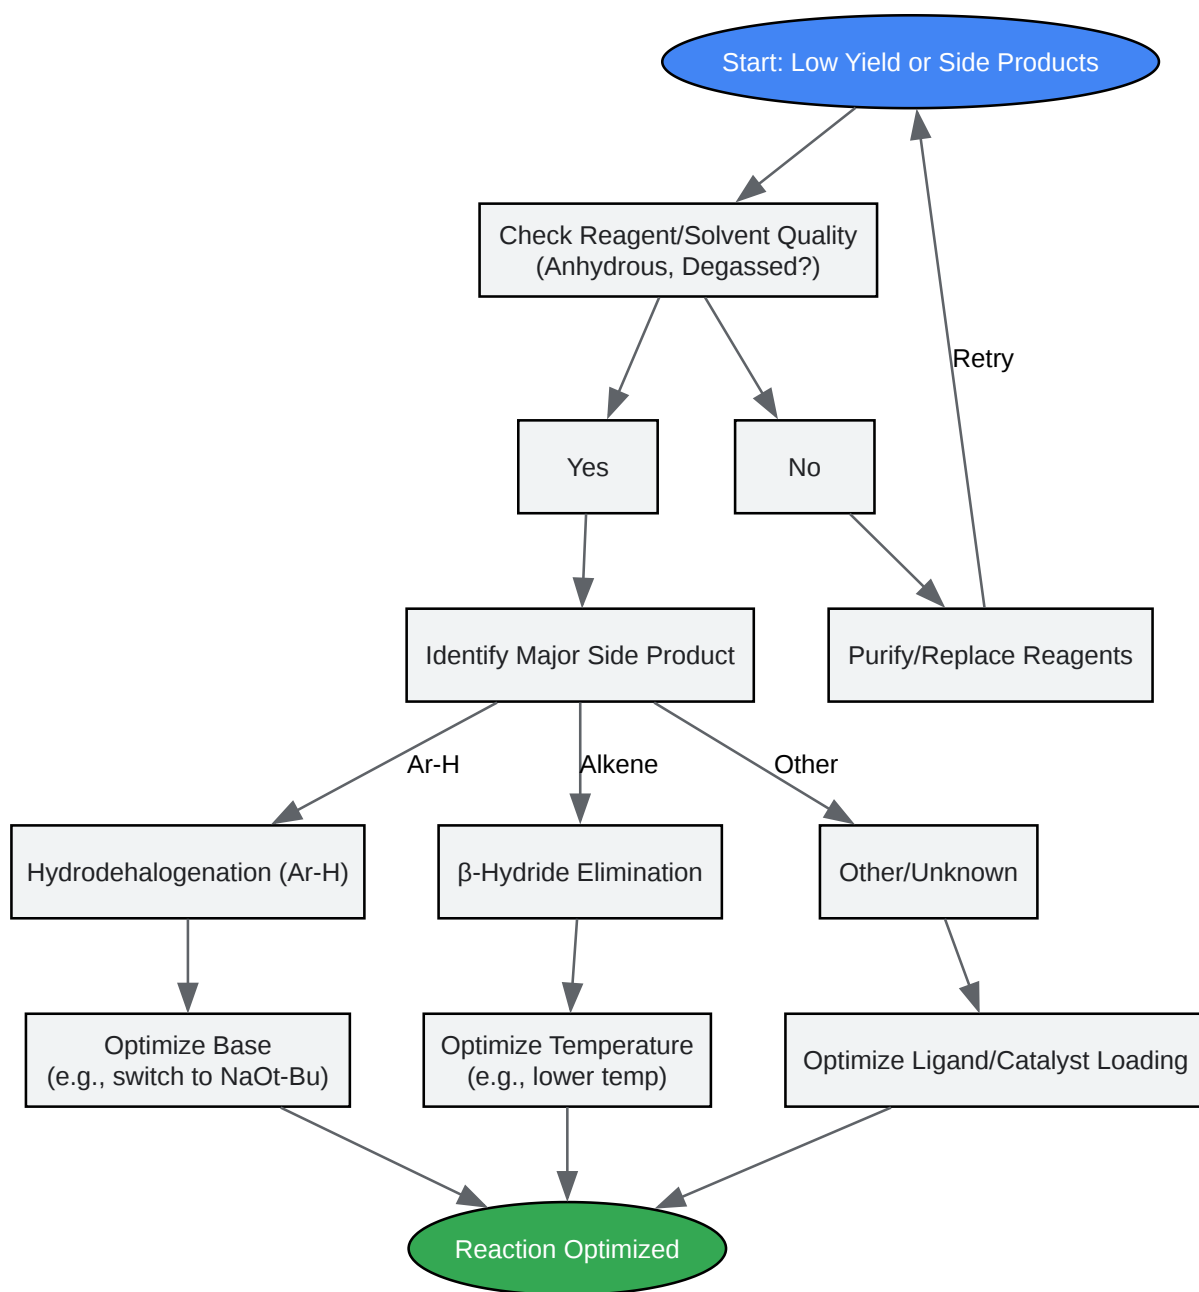 Start: Low Yield or Side Products
Check Reagent/Solvent Quality
(Anhydrous, Degassed?)
Retry
Yes
No
Identify Major Side Product
Purify/Replace Reagents
Ar-H
Alkene
Other
Hydrodehalogenation (Ar-H)
β-Hydride Elimination
Other/Unknown
Optimize Base
(e.g., switch to NaOt-Bu)
Optimize Temperature
(e.g., lower temp)
Optimize Ligand/Catalyst Loading
Reaction Optimized